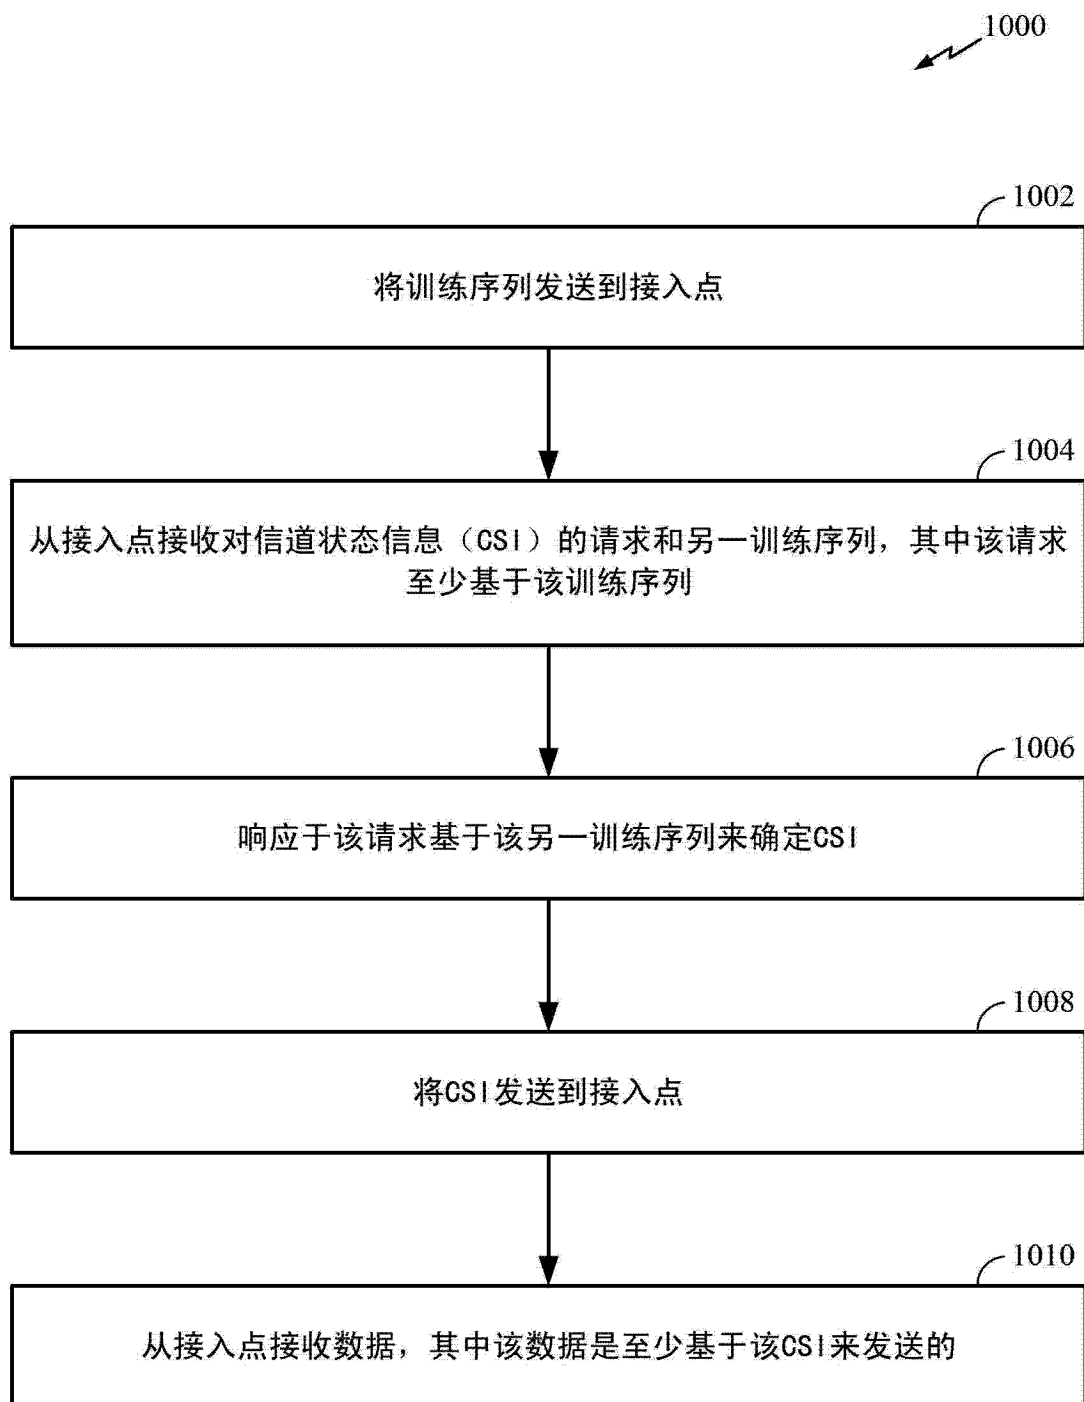 1000
1002
将训练序列发送到接入点
1004
从接入点接收对信道状态信息（CSI）的请求和另一训练序列，其中该请求
至少基于该训练序列
1006
响应于该请求基于该另一训练序列来确定CSI
1008
将CSI发送到接入点
1010
从接入点接收数据，其中该数据是至少基于该CSI来发送的